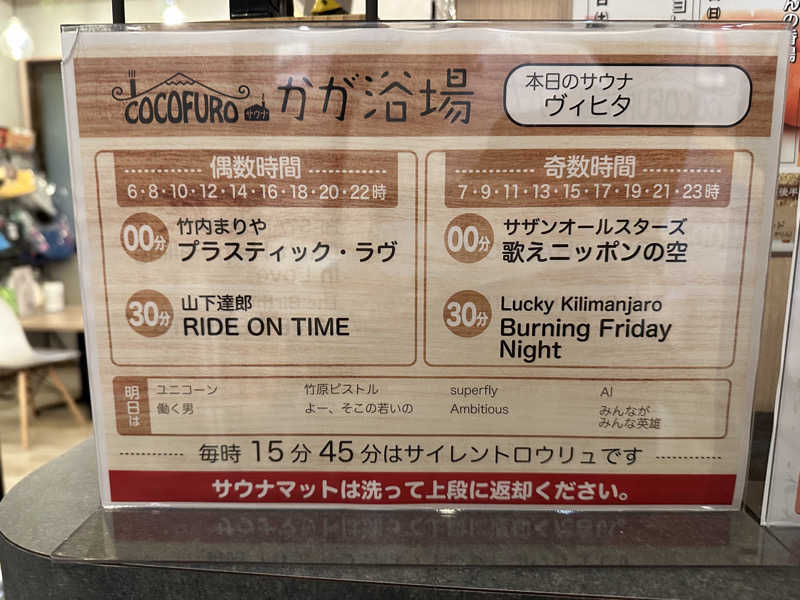 COCOFURO サウナ かが浴場
本日のサウナ
ヴィヒタ
偶数時間
6・8・10・12・14・16・18・20・22時
00分
竹内まりや
プラスティック・ラヴ
30分
山下達郎
RIDE ON TIME
奇数時間
7・9・11・13・15・17・19・21・23時
00分
サザンオールスターズ
歌えニッポンの空
30分
Lucky Kilimanjaro
Burning Friday
Night
明日は
ユニコーン
働く男
竹原ピストル
よー、そこの若いの
superfly
Ambitious
AI
みんなが
みんな英雄
毎時 15分 45分はサイレントロウリュです
サウナマットは洗って上段に返却ください。